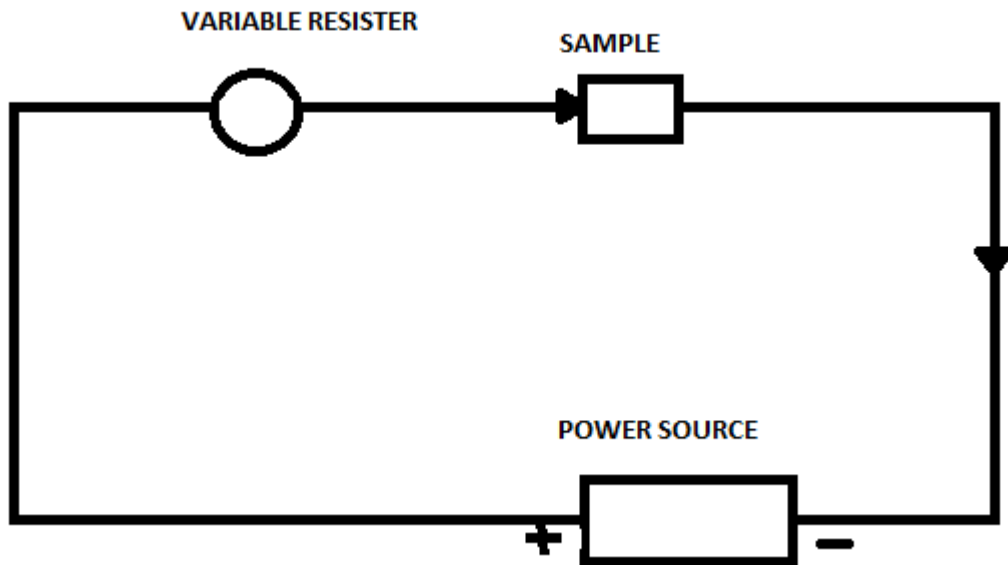 VARIABLE RESISTER
SAMPLE
POWER SOURCE
+ −